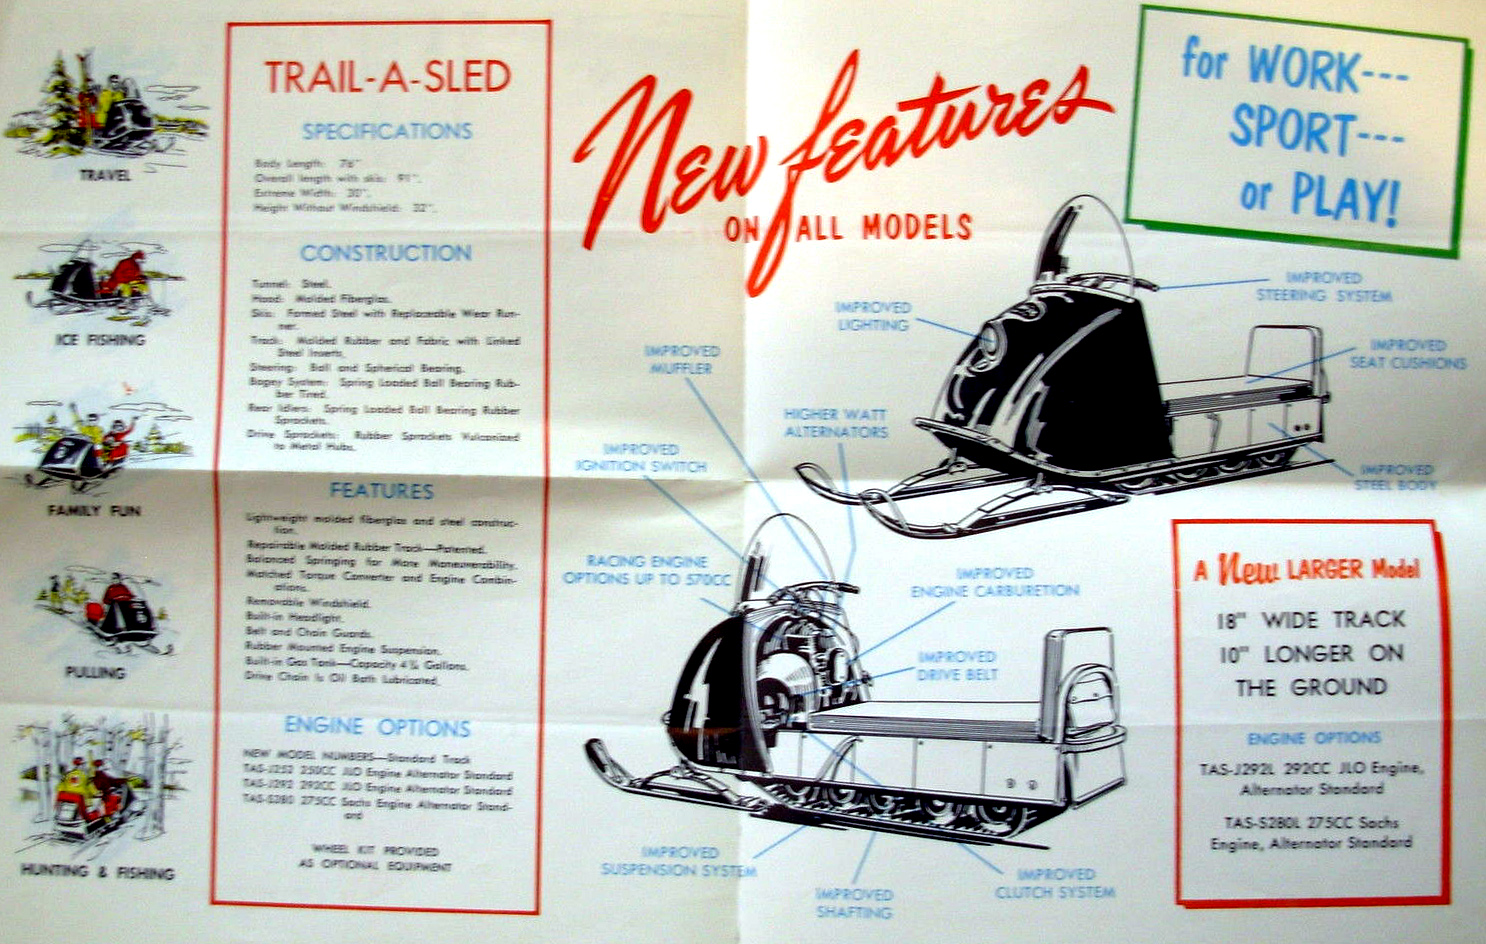 TRAVEL
ICE FISHING
FAMILY FUN
PULLING
HUNTING & FISHING
TRAIL-A-SLED
SPECIFICATIONS
Body Length: 76"
Overall length with skis: 91".
Extreme Width: 30".
Height Without Windshield: 32".
CONSTRUCTION
Tunnel: Steel.
Hood: Molded Fiberglas.
Skis: Formed Steel with Replaceable Wear Run-
ner.
Track: Molded Rubber and Fabric with Linked
Steel Inserts.
Steering: Ball and Spherical Bearing.
Bogey System: Spring Loaded Ball Bearing Rub-
ber Tired.
Rear Idlers: Spring Loaded Ball Bearing Rubber
Sprockets.
Drive Sprockets: Rubber Sprockets Vulcanized
to Metal Hubs.
FEATURES
Lightweight molded fiberglas and steel construc-
tion.
Repairable Molded Rubber Track—Patented.
Balanced Springing for More Maneuverability.
Matched Torque Converter and Engine Combin-
ations.
Removable Windshield.
Built-in Headlight.
Belt and Chain Guards.
Rubber Mounted Engine Suspension.
Built-in Gas Tank—Capacity 4¼ Gallons.
Drive Chain Is Oil Bath Lubricated.
ENGINE OPTIONS
NEW MODEL NUMBERS—Standard Track
TAS-J252 250CC JLO Engine Alternator Standard
TAS-J292 292CC JLO Engine Alternator Standard
TAS-S280 275CC Sachs Engine Alternator Stand-
ard
WHEEL KIT PROVIDED
AS OPTIONAL EQUIPMENT
New features
ON ALL MODELS
for WORK---
SPORT---
or PLAY!
IMPROVED
STEERING SYSTEM
IMPROVED
LIGHTING
IMPROVED
SEAT CUSHIONS
IMPROVED
MUFFLER
HIGHER WATT
ALTERNATORS
IMPROVED
IGNITION SWITCH
IMPROVED
STEEL BODY
RACING ENGINE
OPTIONS UP TO 570CC
IMPROVED
ENGINE CARBURETION
IMPROVED
DRIVE BELT
IMPROVED
SUSPENSION SYSTEM
IMPROVED
SHAFTING
IMPROVED
CLUTCH SYSTEM
A New LARGER Model
18" WIDE TRACK
10" LONGER ON
THE GROUND
ENGINE OPTIONS
TAS-J292L 292CC JLO Engine,
Alternator Standard
TAS-S280L 275CC Sachs
Engine, Alternator Standard